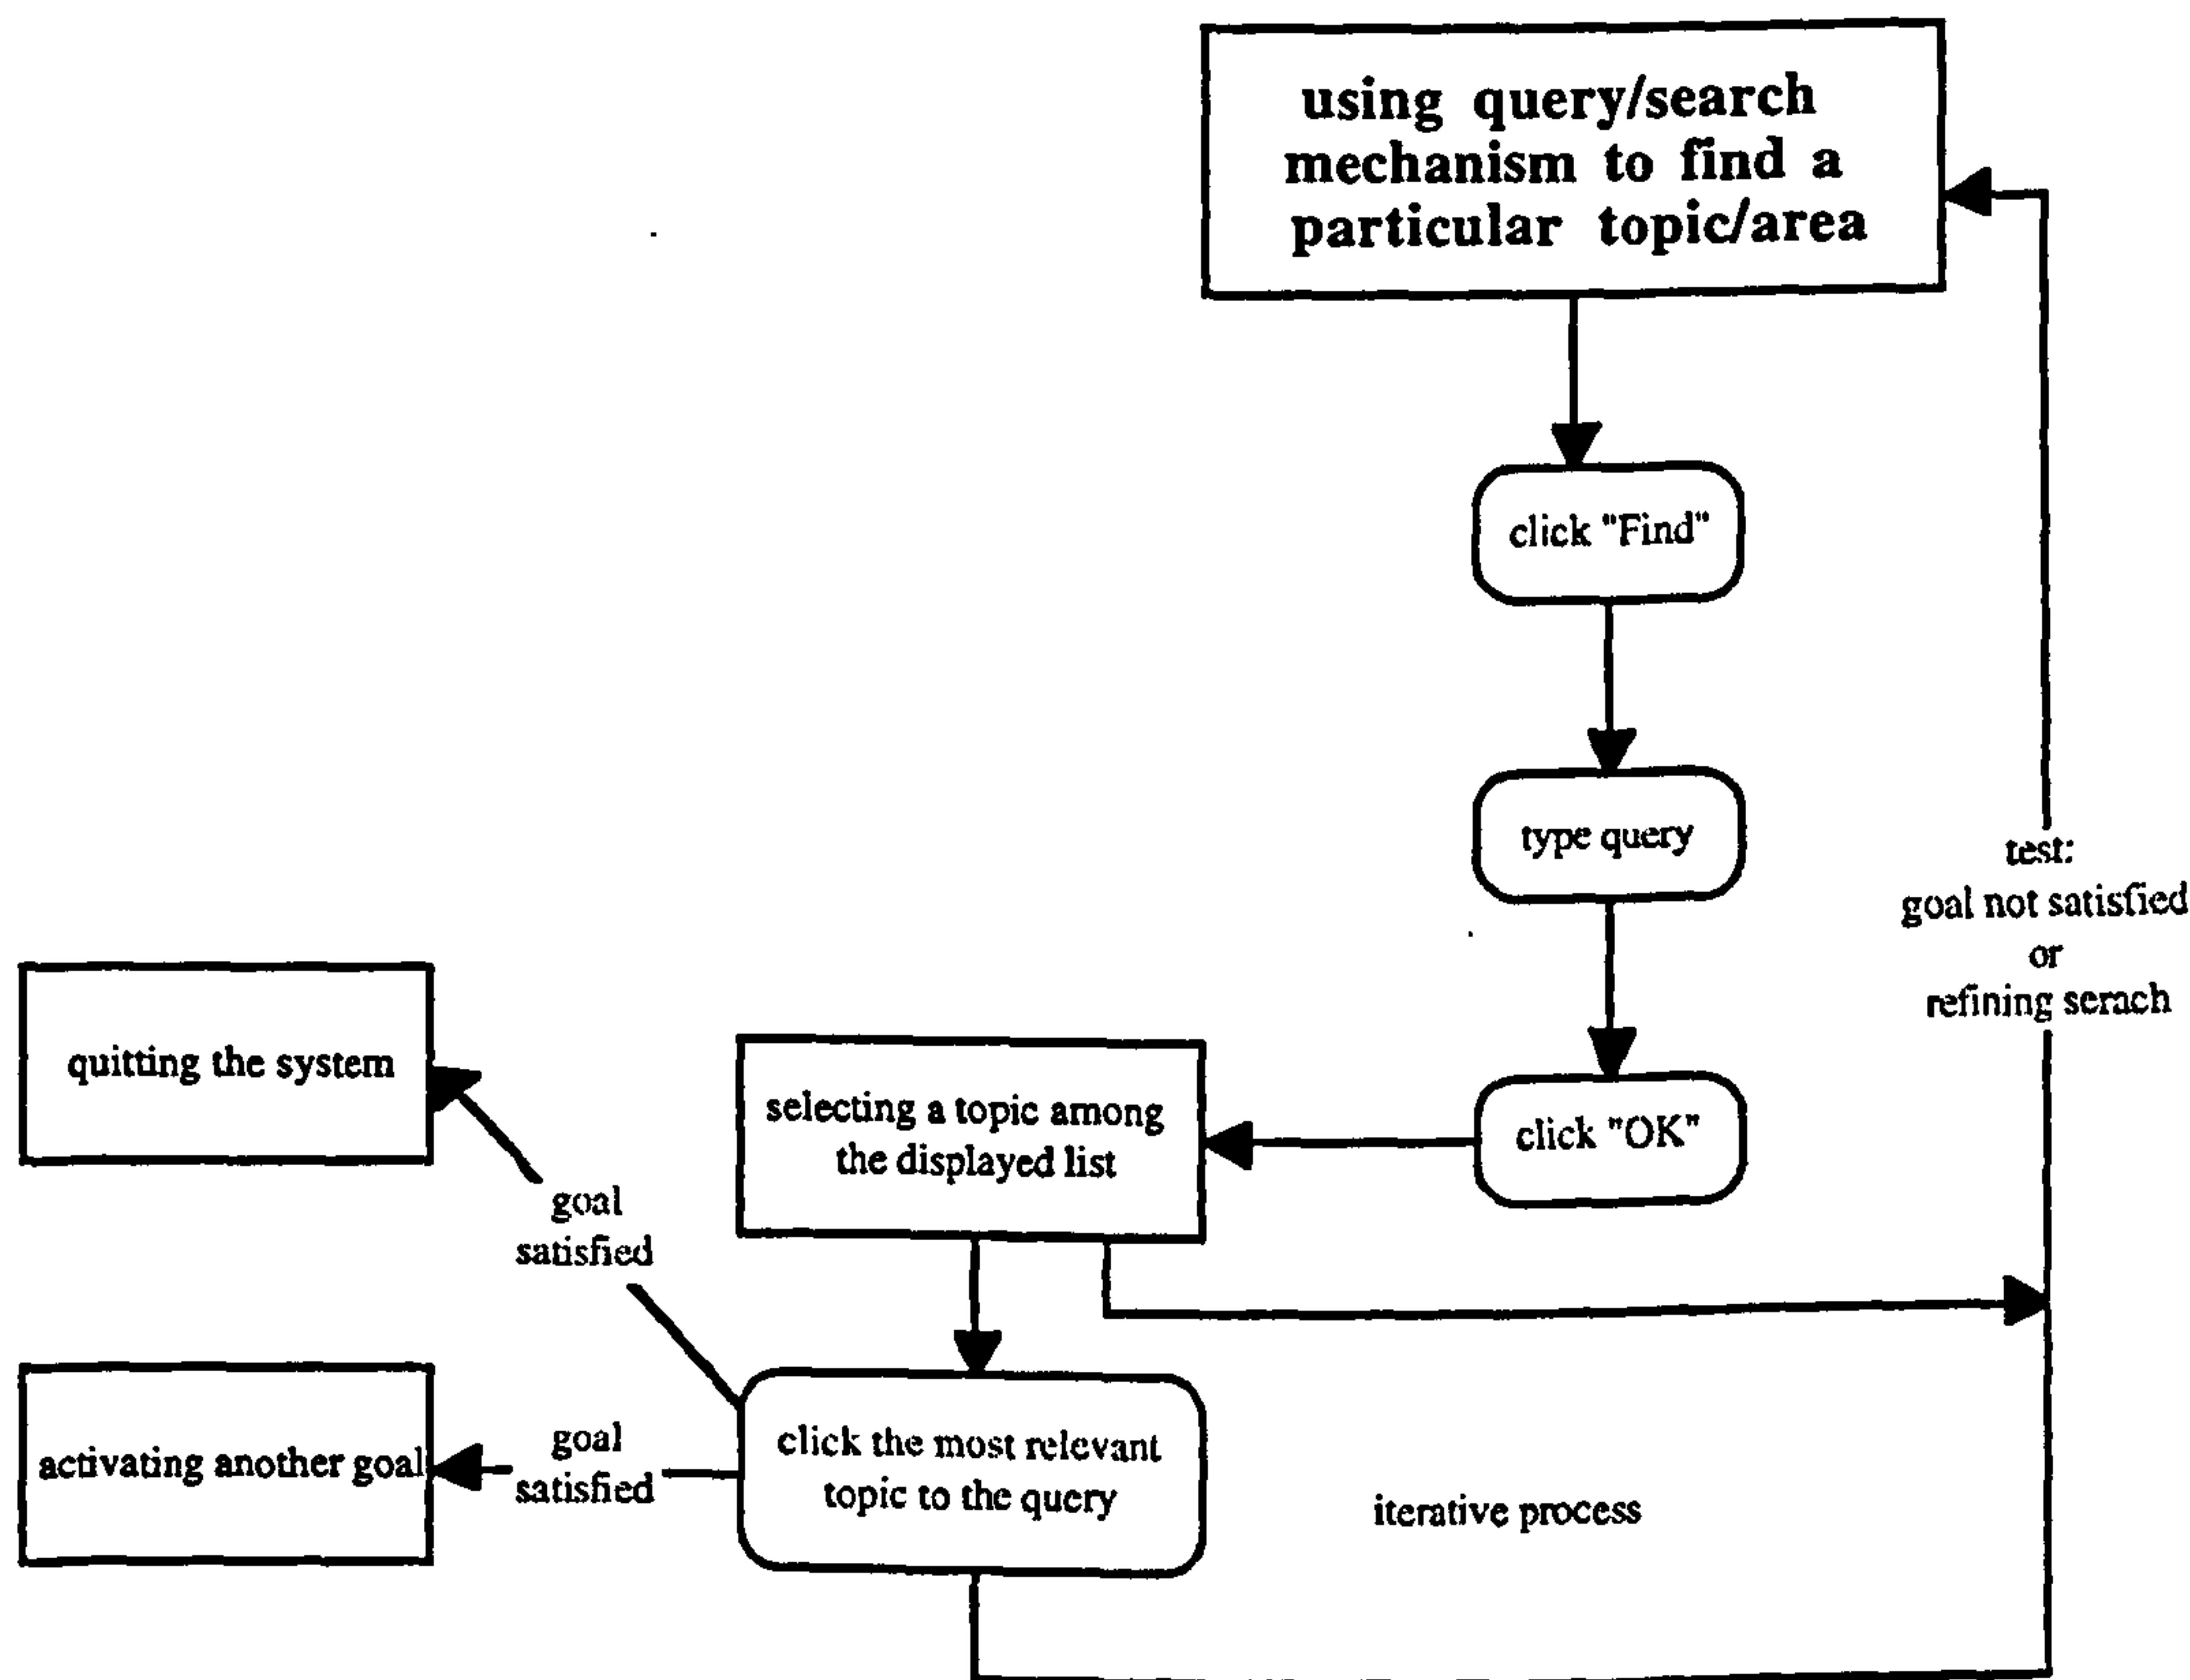 using query/search
mechanism to find a
particular topic/area
click "Find"
type query
test:
goal not satisfied
or
refining serach
click "OK"
selecting a topic among
the displayed list
quitting the system
goal
satisfied
click the most relevant
topic to the query
goal
satisfied
activating another goal
iterative process